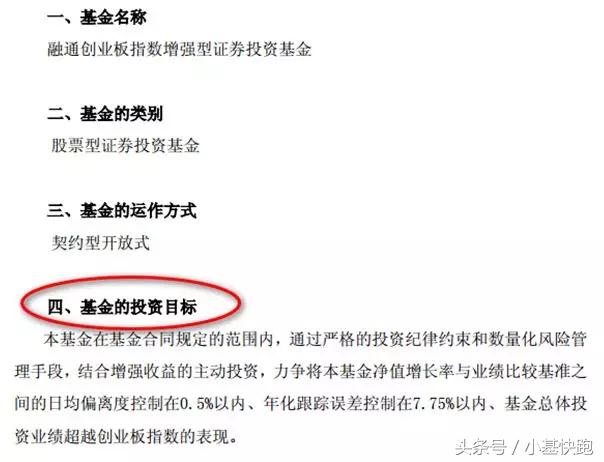 一、基金名称
融通创业板指数增强型证券投资基金
二、基金的类别
股票型证券投资基金
三、基金的运作方式
契约型开放式
四、基金的投资目标
本基金在基金合同规定的范围内，通过严格的投资纪律约束和数量化风险管
理手段，结合增强收益的主动投资，力争将本基金净值增长率与业绩比较基准之
间的日均偏离度控制在0.5%以内、年化跟踪误差控制在7.75%以内、基金总体投
资业绩超越创业板指数的表现。
头条号／小基快跑